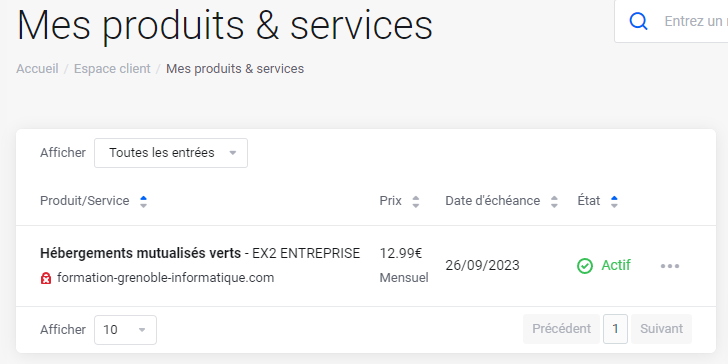 Mes produits & services
Entrez un
Accueil / Espace client / Mes produits & services
Afficher Toutes les entrées
Produit/Service Prix Date d'échéance État
Hébergements mutualisés verts - EX2 ENTREPRISE 12.99€
formation-grenoble-informatique.com Mensuel 26/09/2023 Actif
Afficher 10 Précédent 1 Suivant